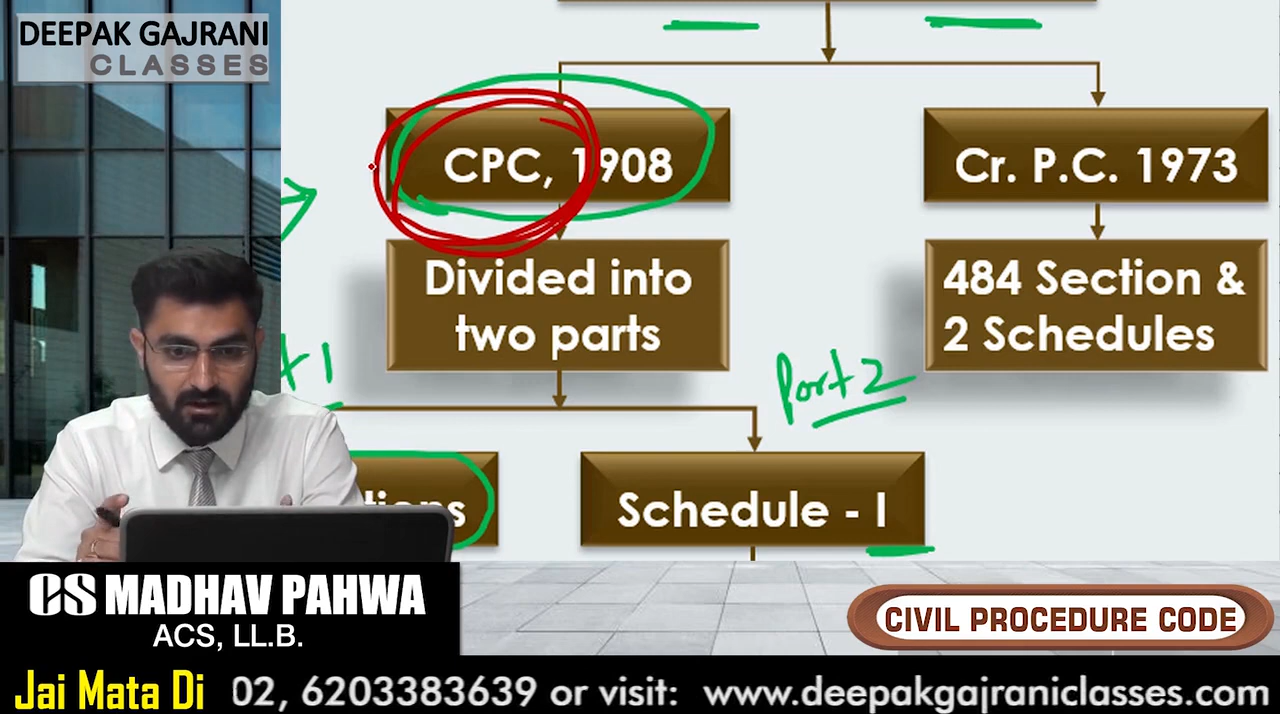 DEEPAK GAJRANI
CLASSES
CPC, 1908
Cr. P.C. 1973
Divided into
two parts
484 Section &
2 Schedules
Part 2
Schedule - I
CS MADHAV PAHWA
ACS, LL.B.
CIVIL PROCEDURE CODE
Jai Mata Di
02, 6203383639 or visit: www.deepakgajraniclasses.com